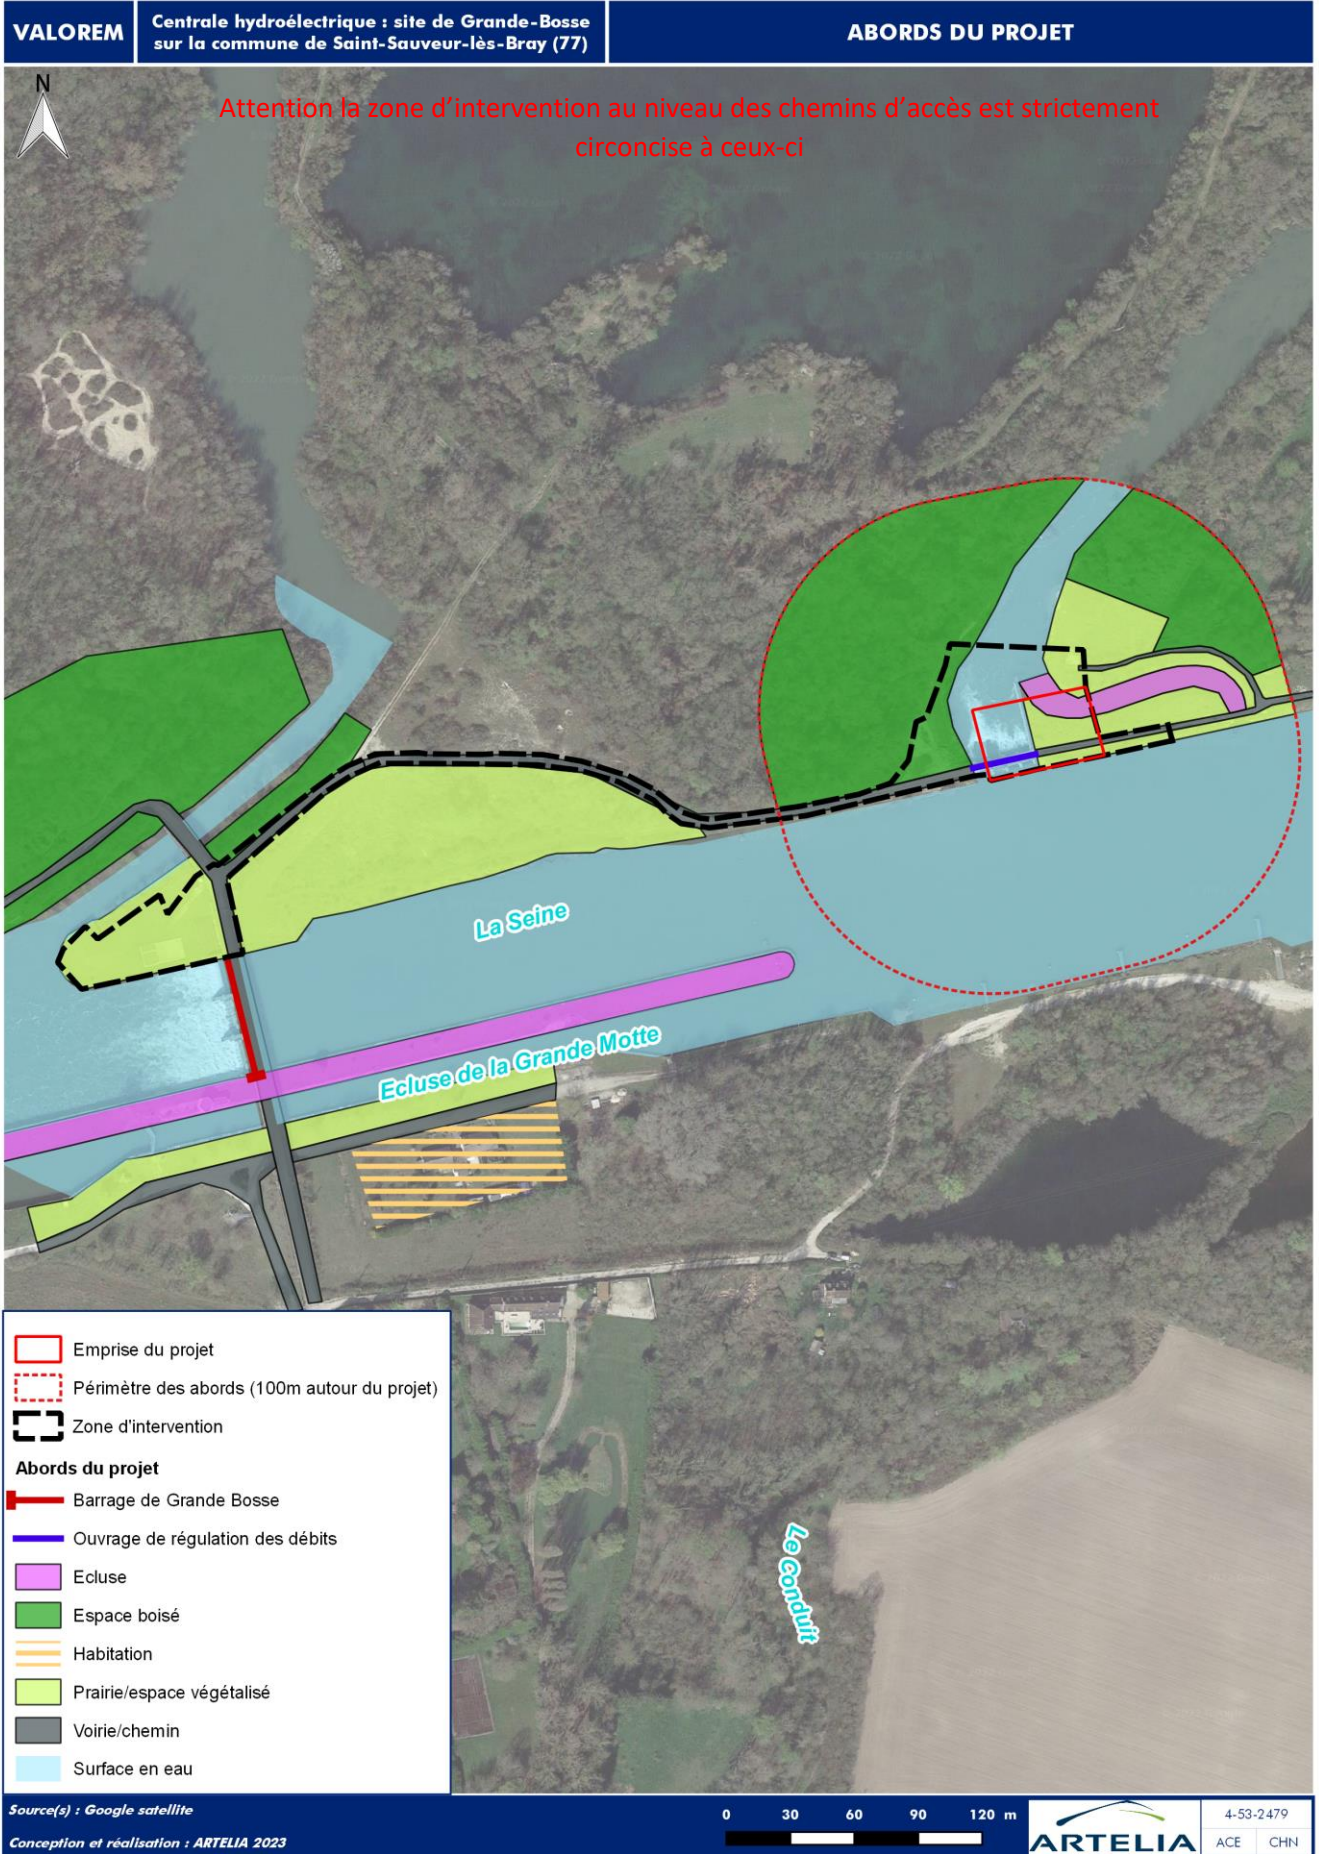 VALOREM
Centrale hydroélectrique : site de Grande-Bosse
sur la commune de Saint-Sauveur-lès-Bray (77)
ABORDS DU PROJET
N
Attention la zone d'intervention au niveau des chemins d'accès est strictement
circoncise à ceux-ci
La Seine
Ecluse de la Grande Motte
Le Conduit
Emprise du projet
Périmètre des abords (100m autour du projet)
Zone d'intervention
Abords du projet
Barrage de Grande Bosse
Ouvrage de régulation des débits
Ecluse
Espace boisé
Habitation
Prairie/espace végétalisé
Voirie/chemin
Surface en eau
Source(s) : Google satellite
Conception et réalisation : ARTELIA 2023
0 30 60 90 120 m
ARTELIA
4-53-2479
ACE CHN